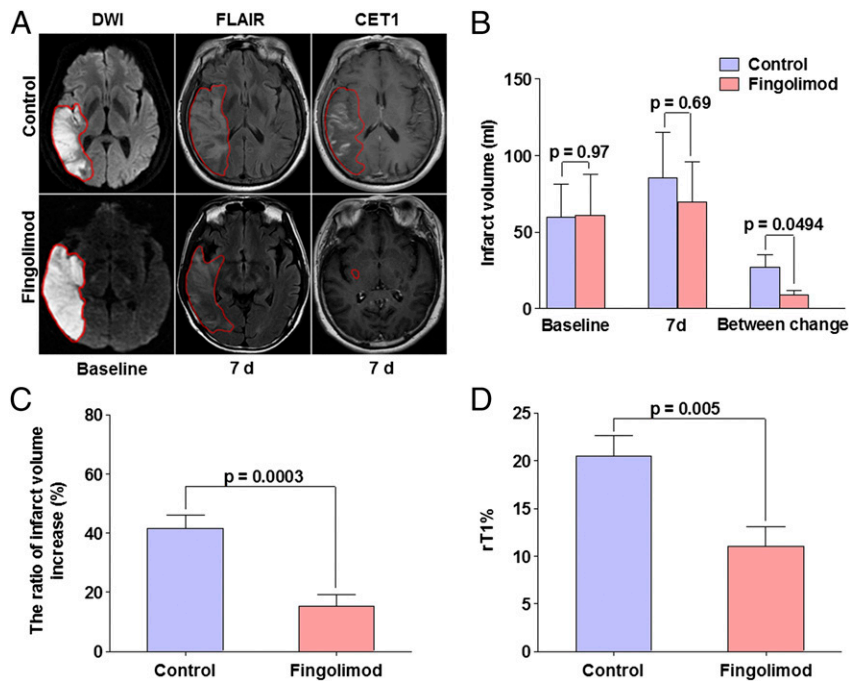 A
DWI FLAIR CET1
Control
Fingolimod
Baseline 7 d 7 d
B
Control
Fingolimod
Infarct volume (ml)
150
100
50
0
p = 0.97
p = 0.69
p = 0.0494
Baseline 7d Between change
C
The ratio of infarct volume
increase (%)
80
60
40
20
0
p = 0.0003
Control Fingolimod
D
rT1%
25
20
15
10
5
0
p = 0.005
Control Fingolimod